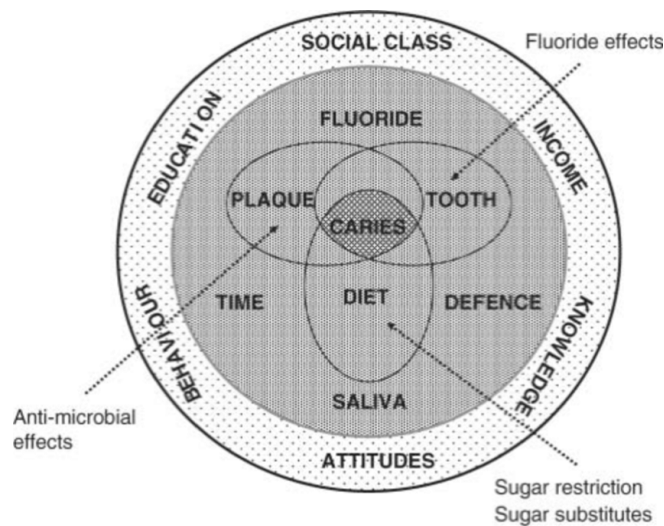 SOCIAL CLASS
Fluoride effects
EDUCATION
FLUORIDE
INCOME
PLAQUE
TOOTH
CARIES
TIME
DIET
DEFENCE
BEHAVIOUR
KNOWLEDGE
SALIVA
Anti-microbial
effects
ATTITUDES
Sugar restriction
Sugar substitutes